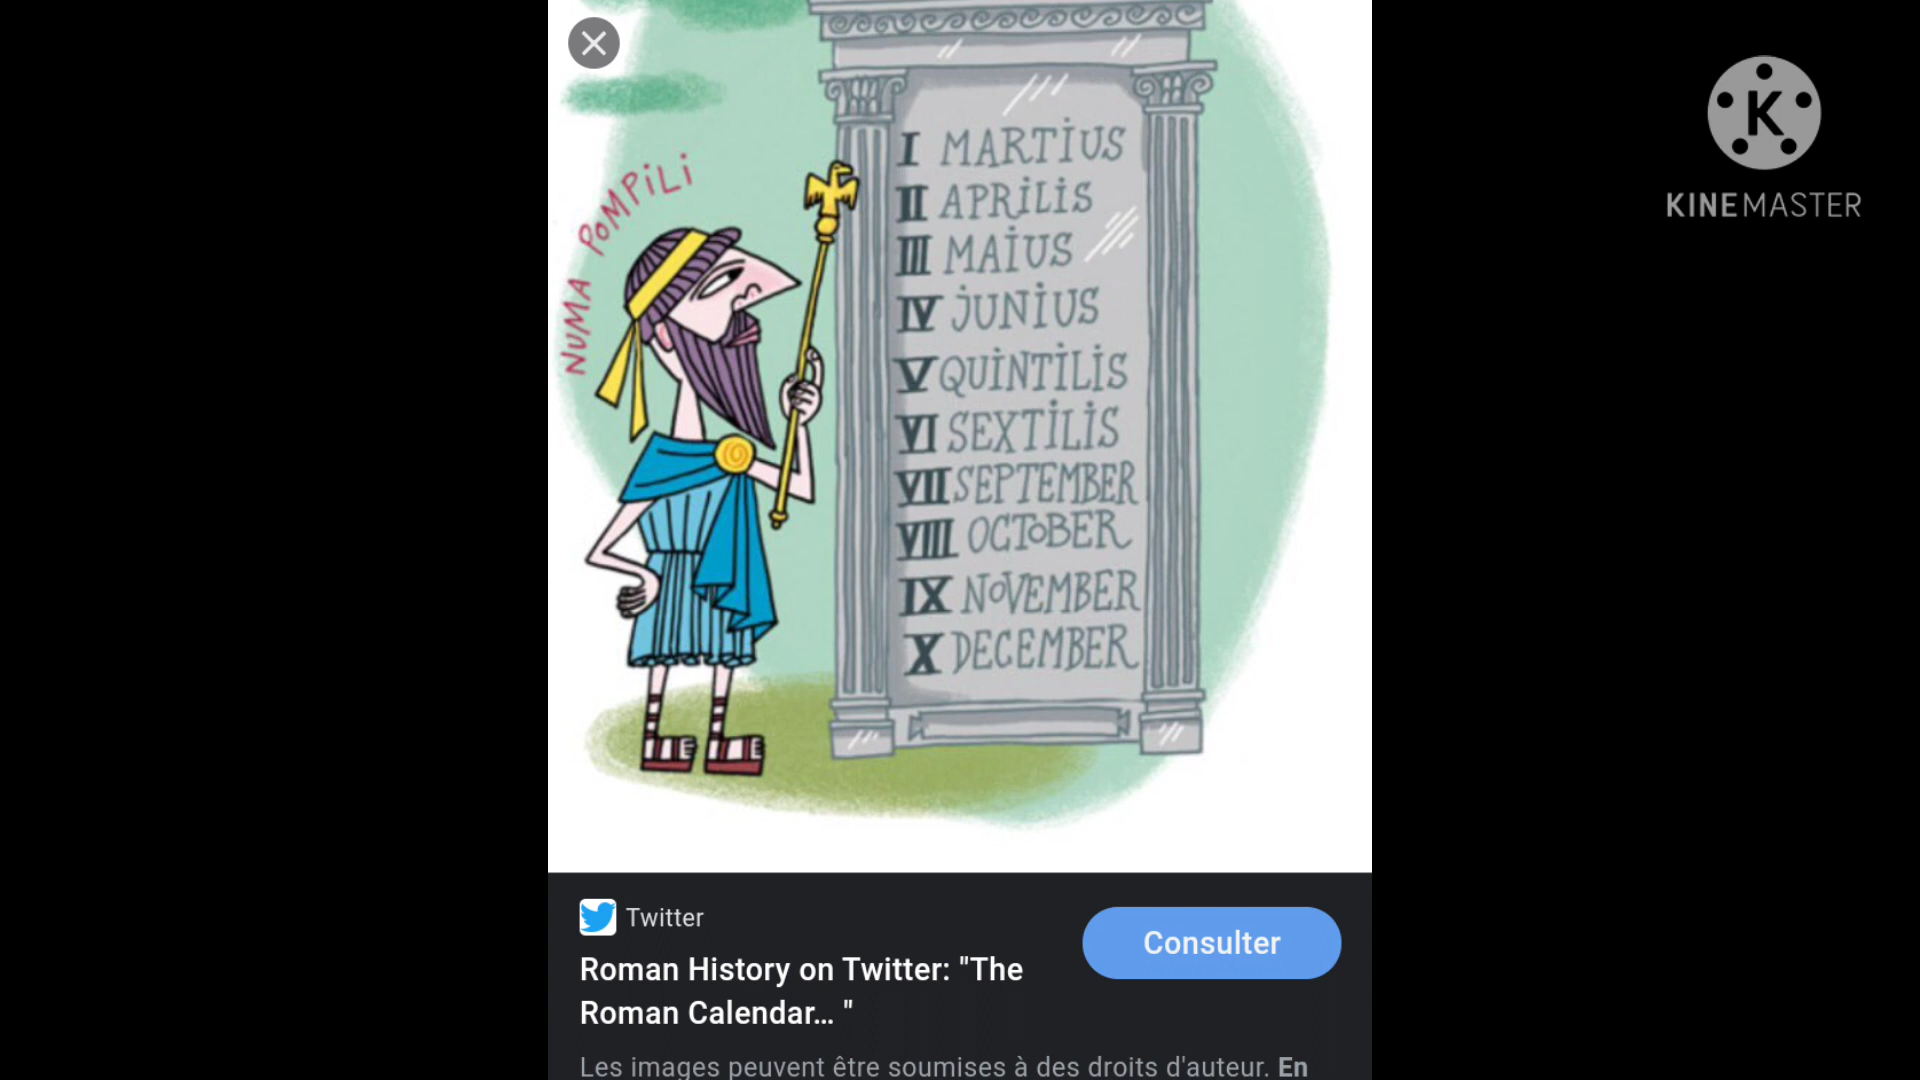 NUMA POMPILI
I MARTIUS
II APRILIS
III MAIUS
IV JUNIUS
V QUINTILIS
VI SEXTILIS
VII SEPTEMBER
VIII OCTOBER
IX NOVEMBER
X DECEMBER
K
KINEMASTER
Twitter
Roman History on Twitter: "The
Roman Calendar... "
Consulter
Les images peuvent être soumises à des droits d'auteur. En